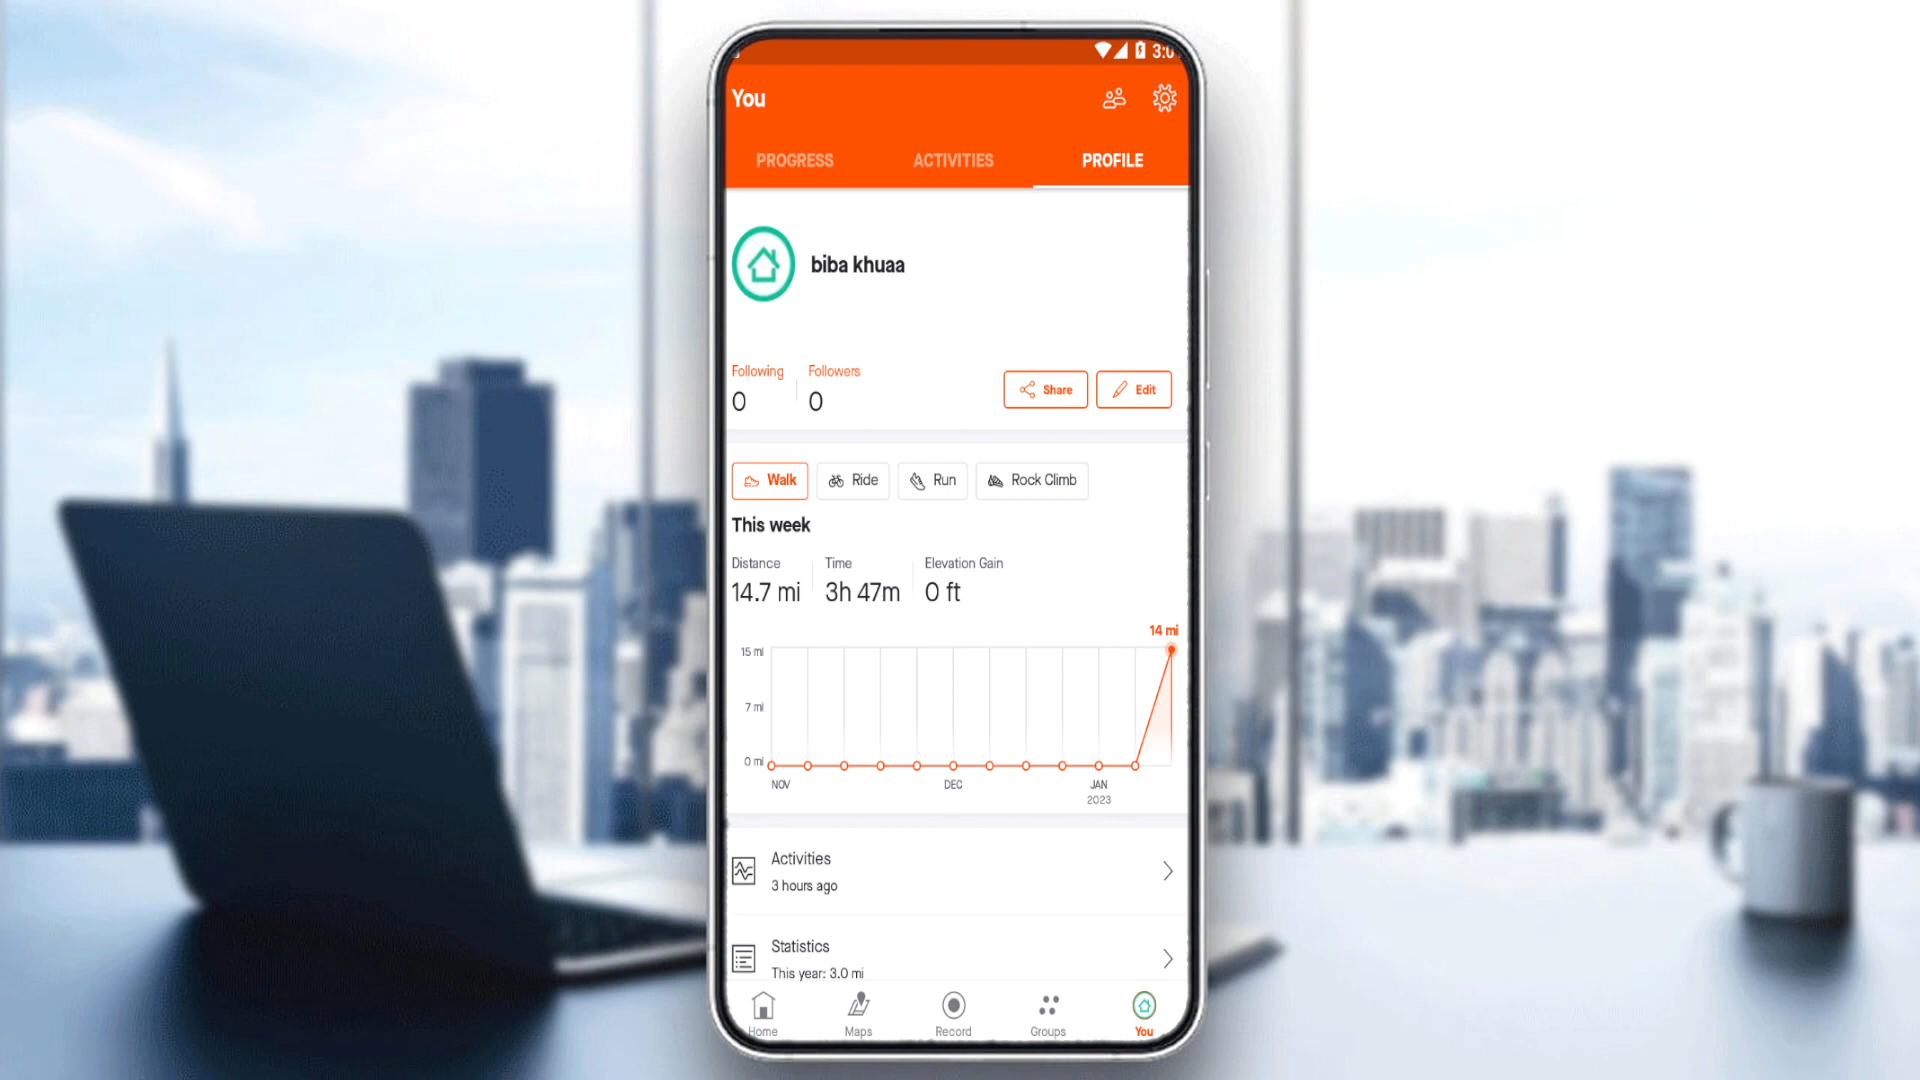 3:0
You
PROGRESS ACTIVITIES PROFILE
biba khuaa
Following Followers
0 0
Share Edit
Walk Ride Run Rock Climb
This week
Distance Time Elevation Gain
14.7 mi 3h 47m 0 ft
14 mi
15 mi
7 mi
0 mi
NOV DEC JAN
2023
Activities
3 hours ago
Statistics
This year: 3.0 mi
Home Maps Record Groups You